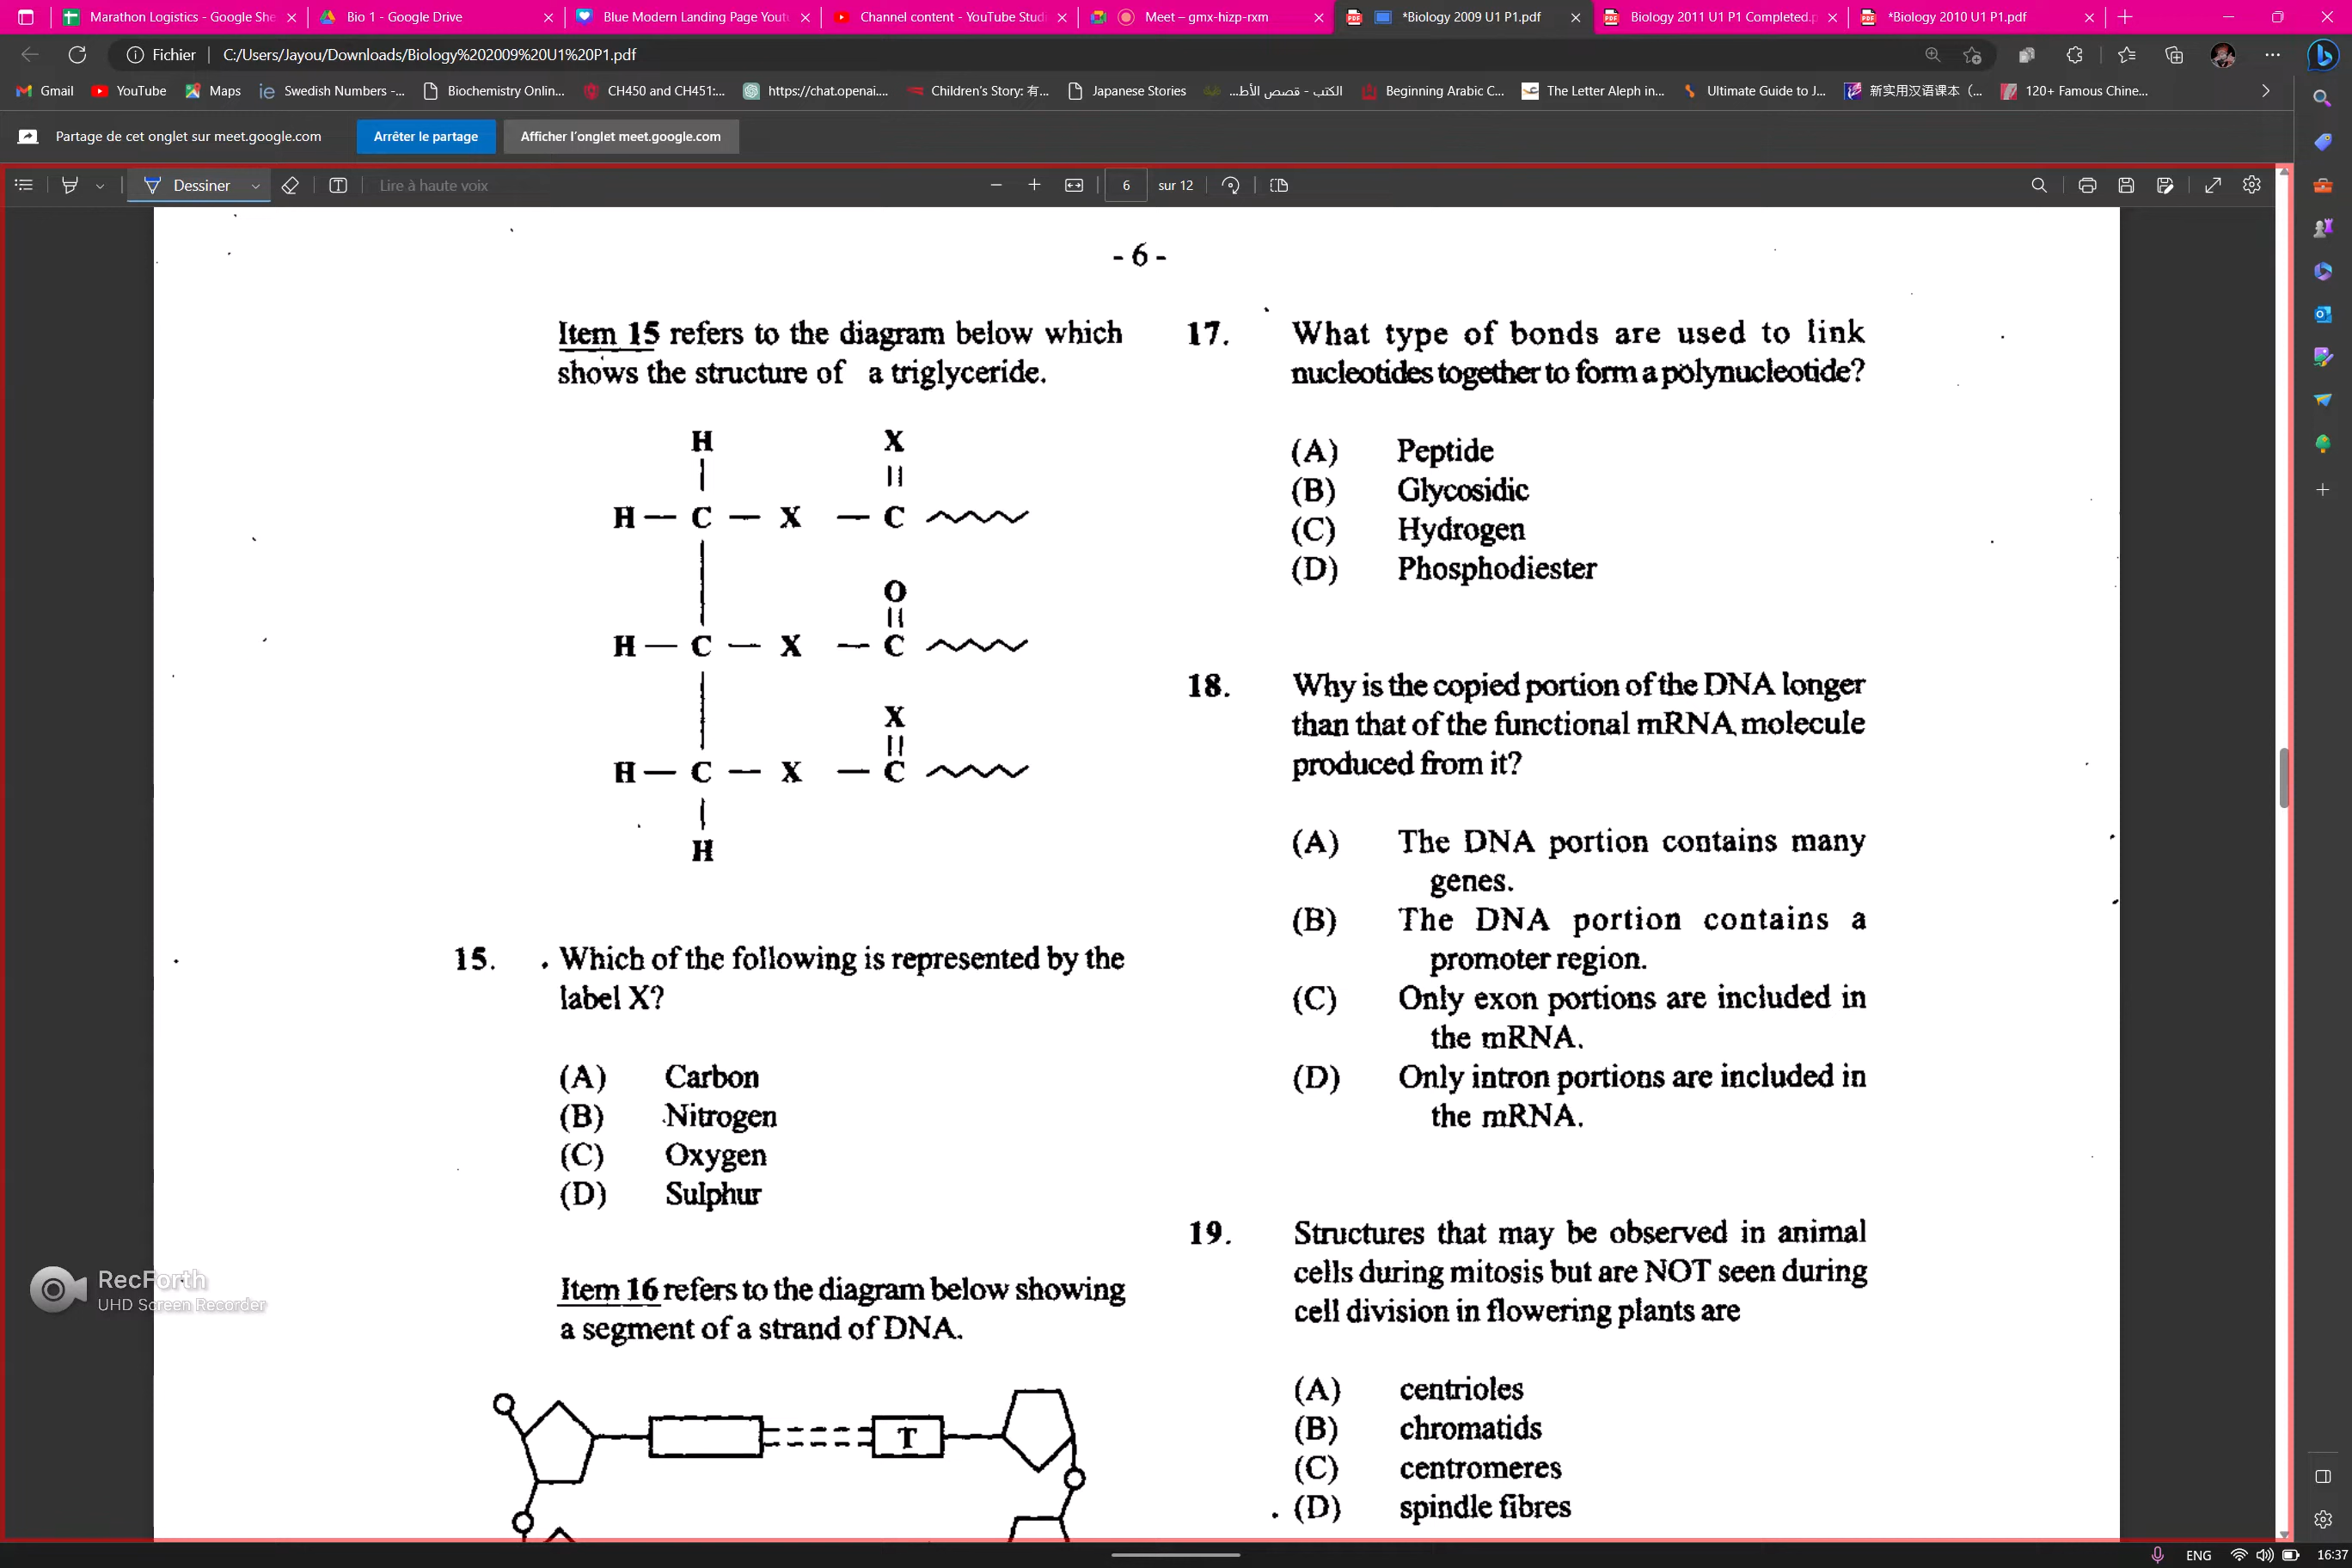 Marathon Logistics - Google She
Bio 1 - Google Drive
Blue Modern Landing Page Yout
Channel content - YouTube Studi
Meet – gmx-hizp-rxm
*Biology 2009 U1 P1.pdf
Biology 2011 U1 P1 Completed.p
*Biology 2010 U1 P1.pdf
Fichier
C:/Users/Jayou/Downloads/Biology%202009%20U1%20P1.pdf
Gmail
YouTube
Maps
Swedish Numbers -...
Biochemistry Onlin...
CH450 and CH451:...
https://chat.openai....
Children's Story: 有...
Japanese Stories
الكتب - قصص الأط...
Beginning Arabic C...
The Letter Aleph in...
Ultimate Guide to J...
新实用汉语课本（...
120+ Famous Chine...
Partage de cet onglet sur meet.google.com
Arrêter le partage
Afficher l'onglet meet.google.com
Dessiner
Lire à haute voix
6
sur 12
- 6 -
Item 15 refers to the diagram below which
shows the structure of a triglyceride.
H X
H — C — X — C
O
H — C — X — C
X
H — C — X — C
H
15. Which of the following is represented by the
label X?
(A) Carbon
(B) Nitrogen
(C) Oxygen
(D) Sulphur
Item 16 refers to the diagram below showing
a segment of a strand of DNA.
T
17. What type of bonds are used to link
nucleotides together to form a polynucleotide?
(A) Peptide
(B) Glycosidic
(C) Hydrogen
(D) Phosphodiester
18. Why is the copied portion of the DNA longer
than that of the functional mRNA molecule
produced from it?
(A) The DNA portion contains many
genes.
(B) The DNA portion contains a
promoter region.
(C) Only exon portions are included in
the mRNA.
(D) Only intron portions are included in
the mRNA.
19. Structures that may be observed in animal
cells during mitosis but are NOT seen during
cell division in flowering plants are
(A) centrioles
(B) chromatids
(C) centromeres
(D) spindle fibres
RecForth
UHD Screen Recorder
ENG
16:37